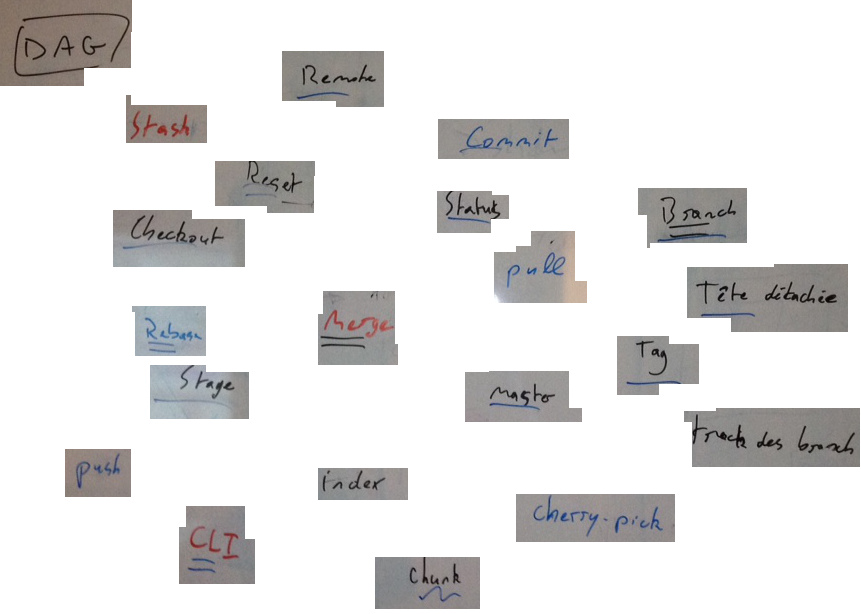 DAG
Remote
Stash
Commit
Reset
Status
Branch
Checkout
pull
Tête détachée
Rebase
Merge
Tag
Stage
master
track des branch
push
index
cherry-pick
CLI
chunk